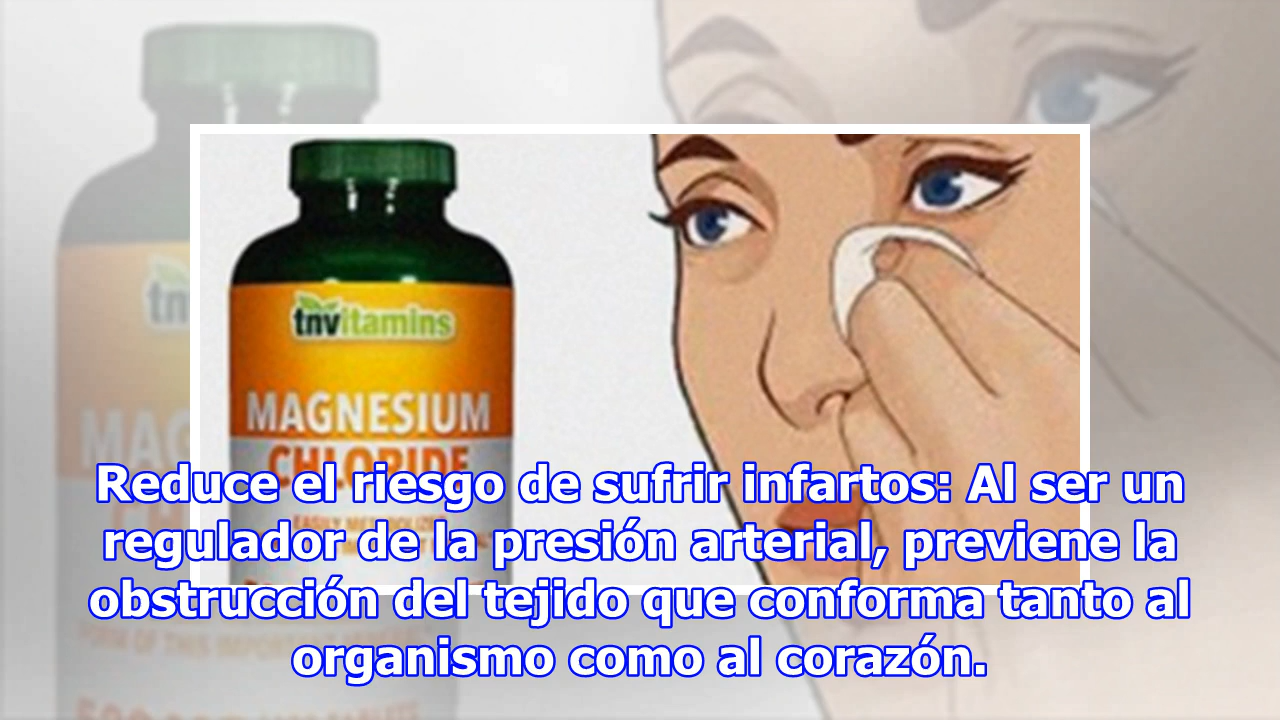 tnvitamins
MAGNESIUM
CHLORIDE
Reduce el riesgo de sufrir infartos: Al ser un
regulador de la presión arterial, previene la
obstrucción del tejido que conforma tanto al
organismo como al corazón.